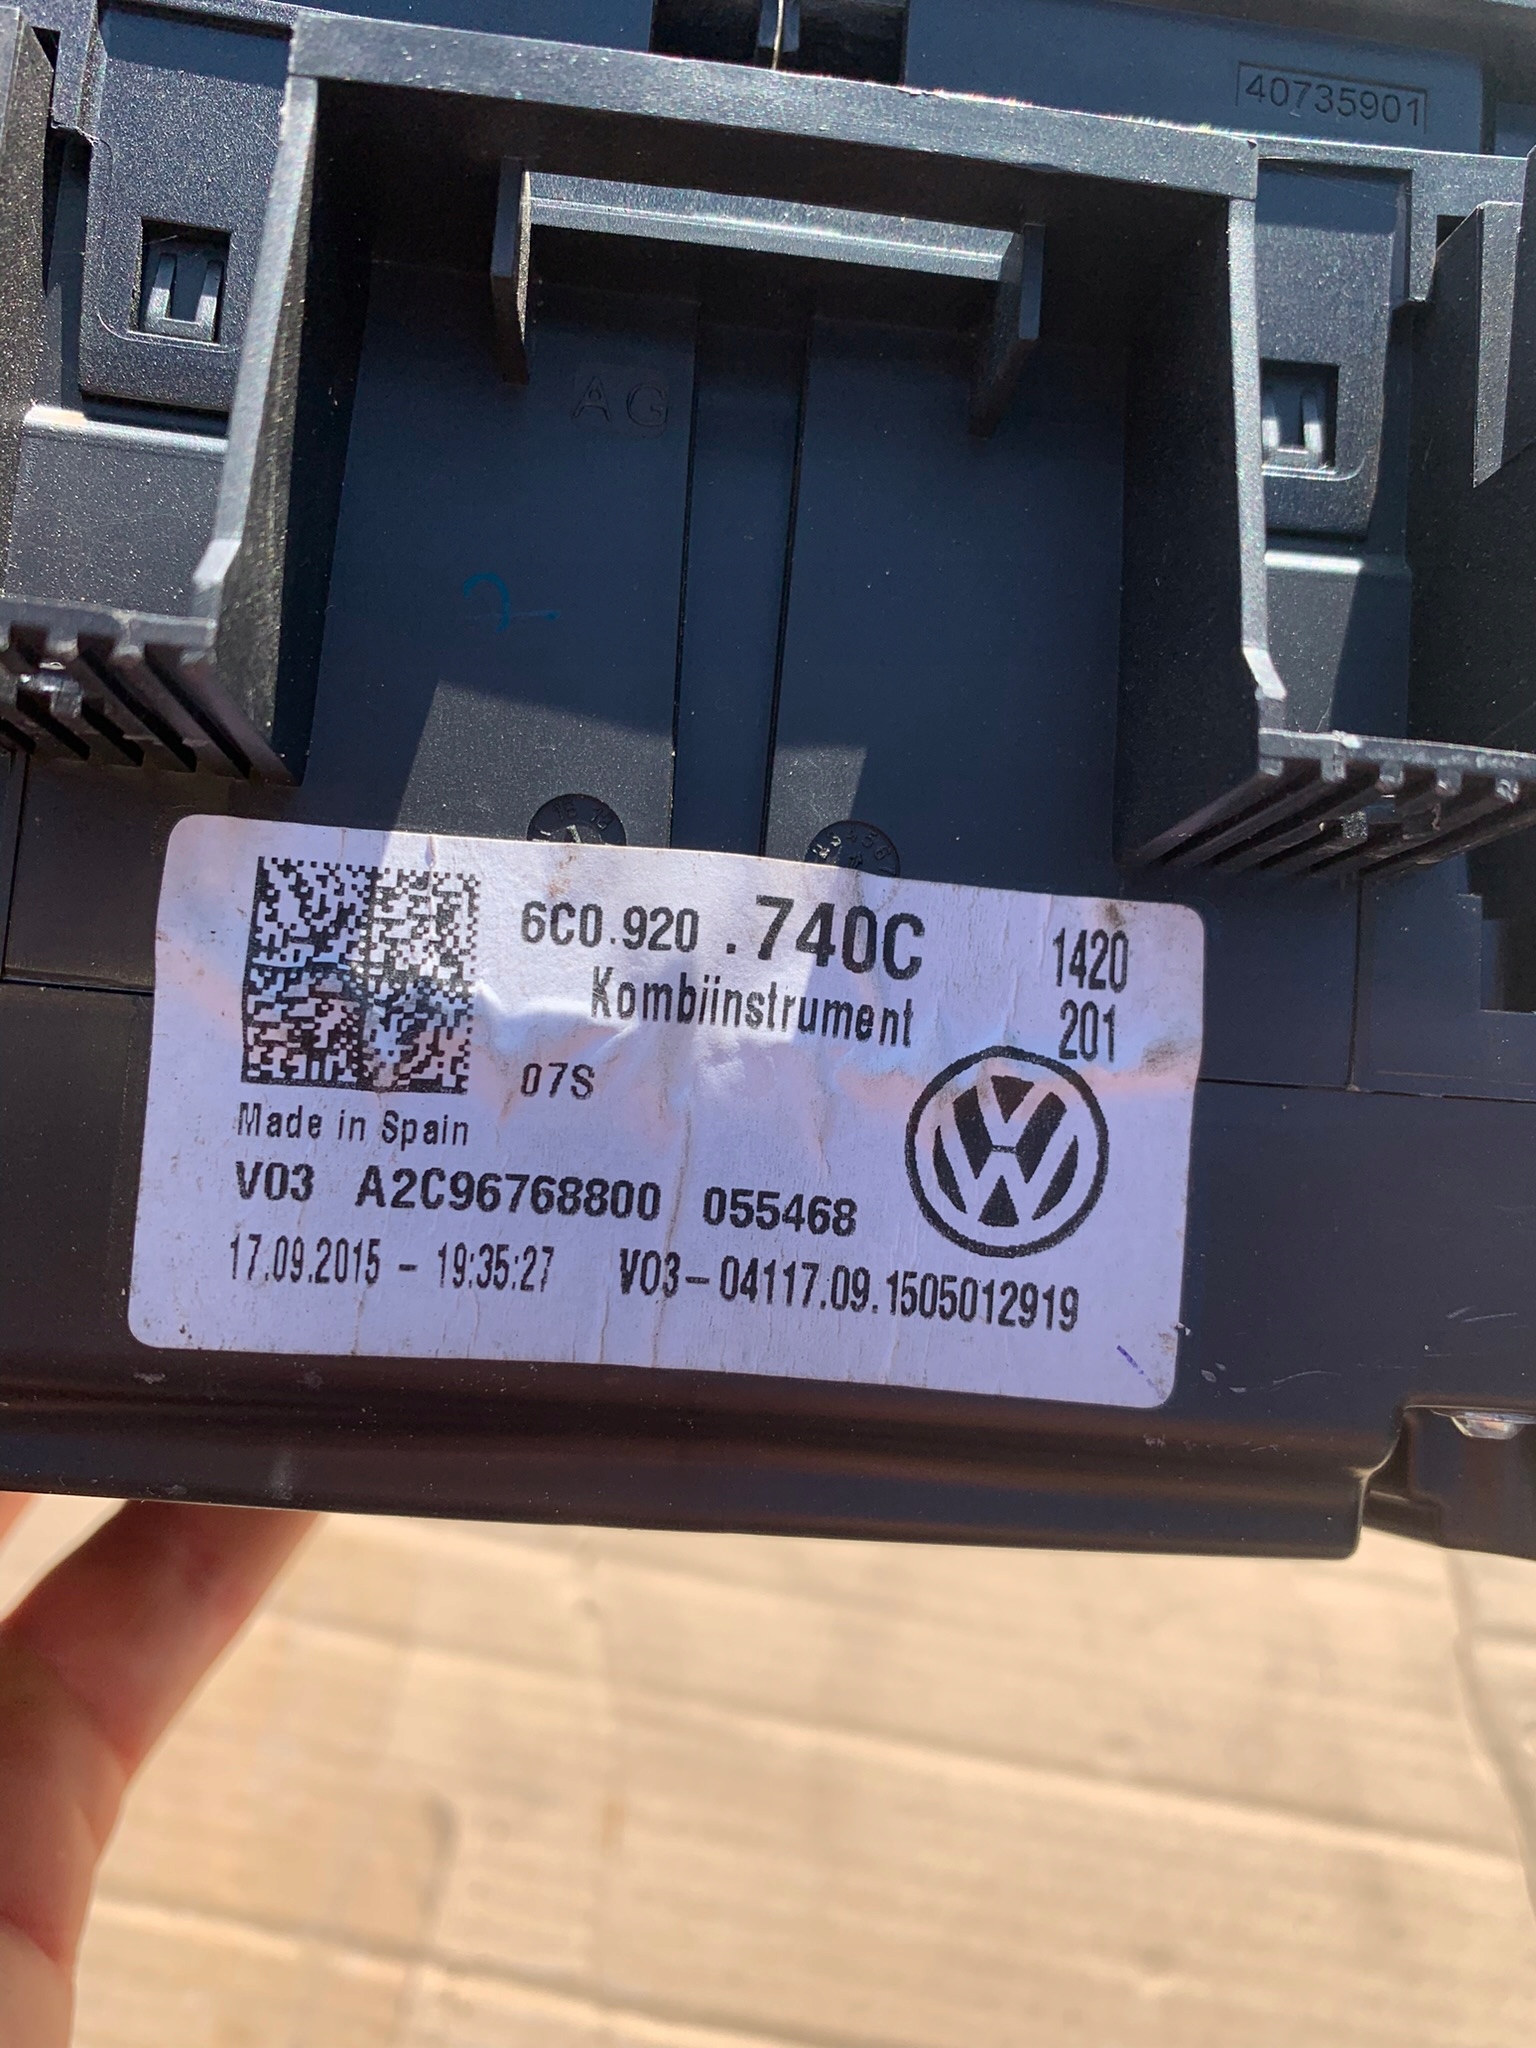 40735901
AG
6C0.920 .740C 1420
Kombiinstrument 201
07S
Made in Spain
V03 A2C96768800 055468
17.09.2015 - 19:35:27 V03-04117.09.1505012919